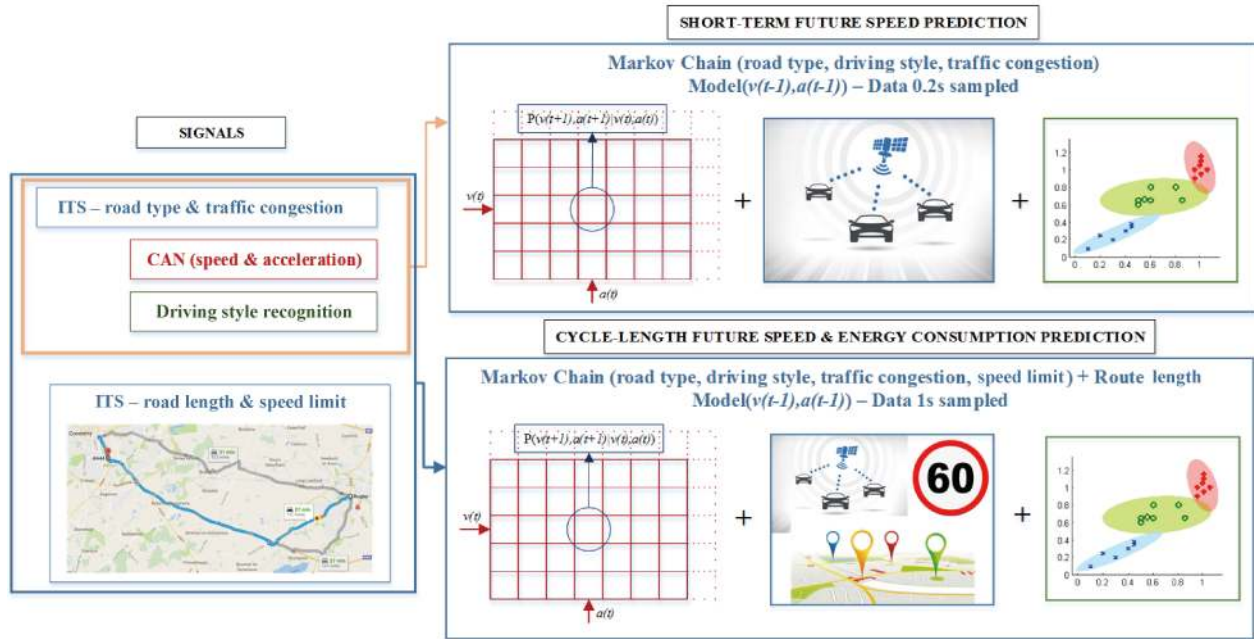 SIGNALS
ITS – road type & traffic congestion
CAN (speed & acceleration)
Driving style recognition
ITS – road length & speed limit
Coventry
Rugby
SHORT-TERM FUTURE SPEED PREDICTION
Markov Chain (road type, driving style, traffic congestion)
Model(v(t-1),a(t-1)) – Data 0.2s sampled
P(v(t+1),a(t+1)|v(t),a(t))
v(t)
a(t)
+
+
1.2
1
0.8
0.6
0.4
0.2
0
0 0.2 0.4 0.6 0.8 1
CYCLE-LENGTH FUTURE SPEED & ENERGY CONSUMPTION PREDICTION
Markov Chain (road type, driving style, traffic congestion, speed limit) + Route length
Model(v(t-1),a(t-1)) – Data 1s sampled
P(v(t+1),a(t+1)|v(t),a(t))
v(t)
a(t)
+
60
+
1.2
1
0.8
0.6
0.4
0.2
0
0 0.2 0.4 0.6 0.8 1